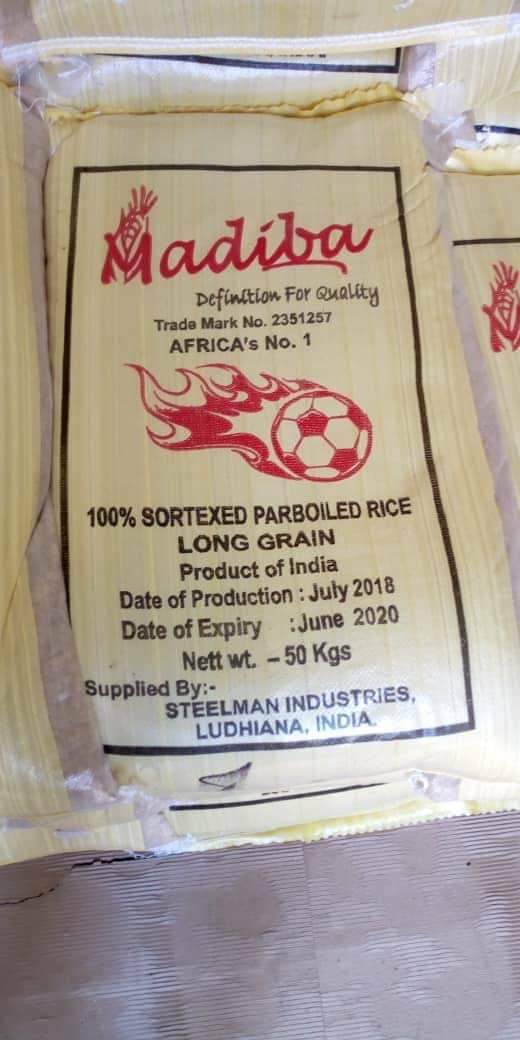 Madiba
Definition For Quality
Trade Mark No. 2351257
AFRICA's No. 1
100% SORTEXED PARBOILED RICE
LONG GRAIN
Product of India
Date of Production : July 2018
Date of Expiry :June 2020
Nett wt. – 50 Kgs
Supplied By:-
STEELMAN INDUSTRIES,
LUDHIANA, INDIA.